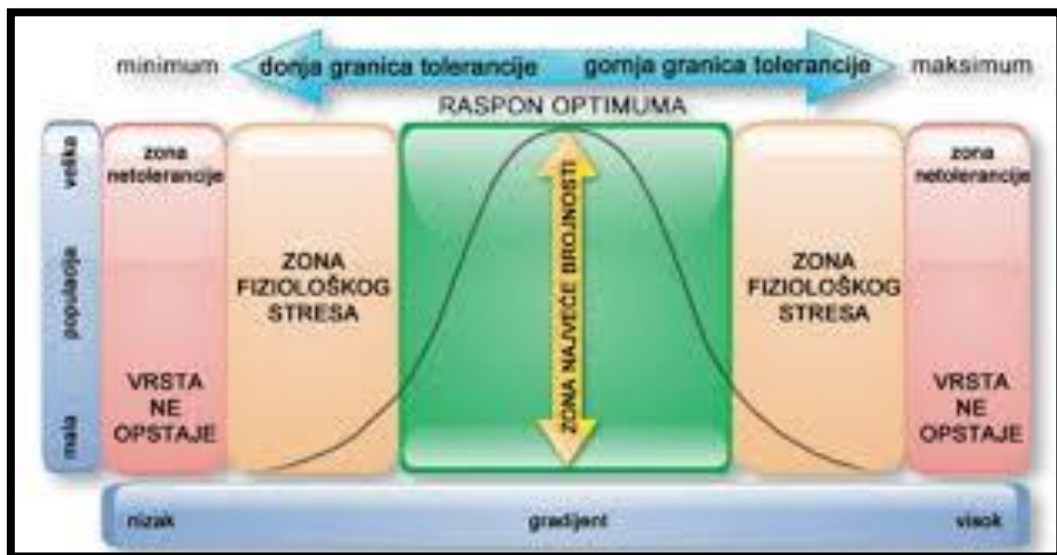 minimum
donja granica tolerancije
gornja granica tolerancije
maksimum
RASPON OPTIMUMA
velika
populacija
mala
zona
netolerancije
VRSTA
NE
OPSTAJE
ZONA
FIZIOLOŠKOG
STRESA
ZONA NAJVEĆE BROJNOSTI
ZONA
FIZIOLOŠKOG
STRESA
zona
netolerancije
VRSTA
NE
OPSTAJE
nizak
gradijent
visok